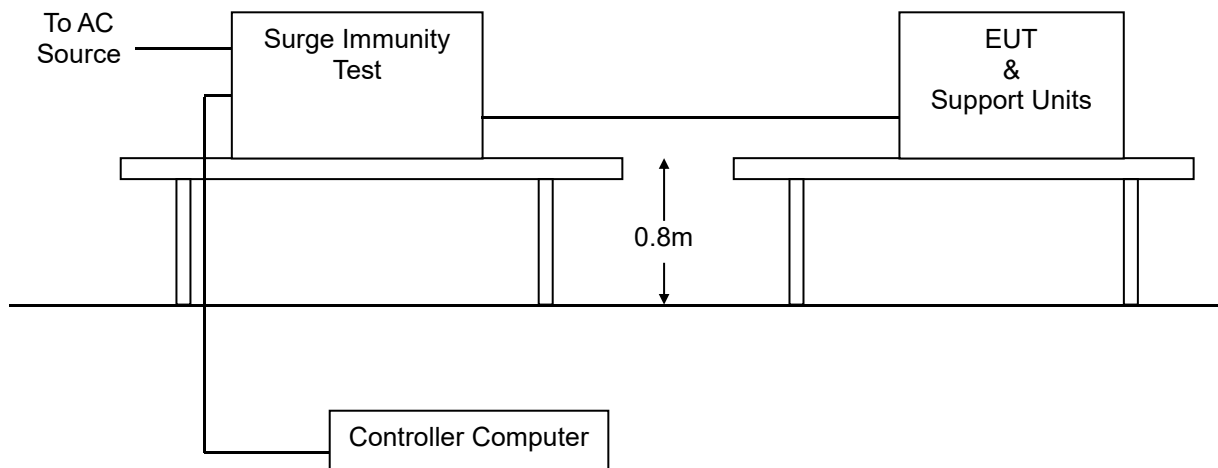 To AC
Source
Surge Immunity
Test
EUT
&
Support Units
0.8m
Controller Computer